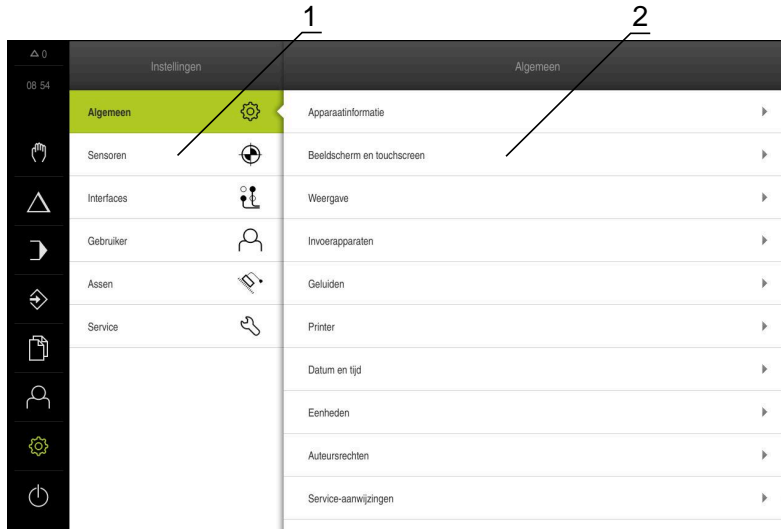 1
2
0
08 54
Instellingen
Algemeen
Algemeen
Sensoren
Interfaces
Gebruiker
Assen
Service
Apparaatinformatie
Beeldscherm en touchscreen
Weergave
Invoerapparaten
Geluiden
Printer
Datum en tijd
Eenheden
Auteursrechten
Service-aanwijzingen